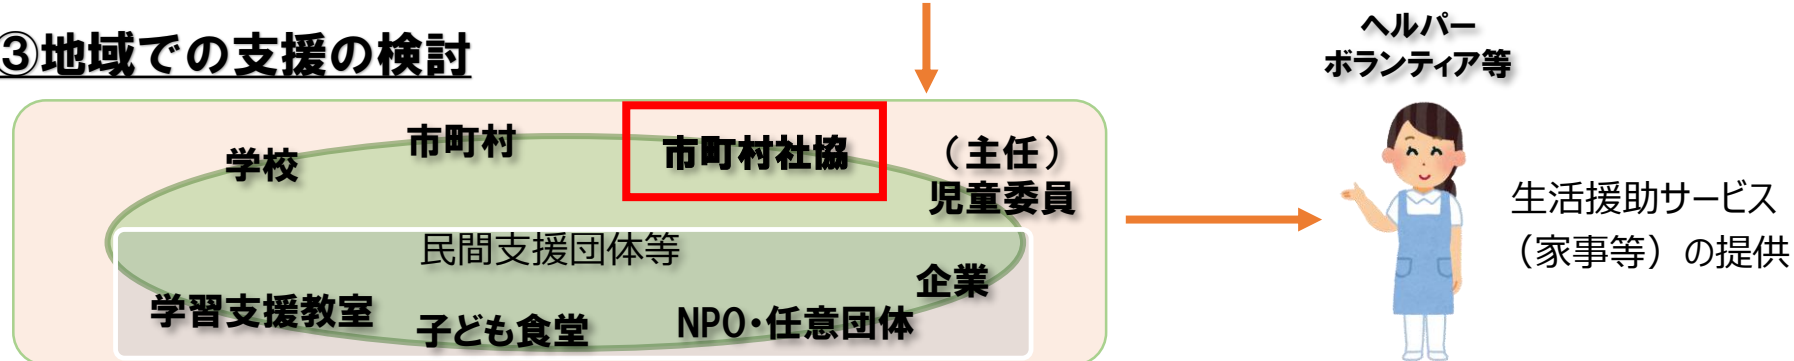 ③地域での支援の検討
ヘルパー
ボランティア等
学校
市町村
市町村社協
（主任）
児童委員
民間支援団体等
学習支援教室
子ども食堂
NPO・任意団体
企業
生活援助サービス
（家事等）の提供